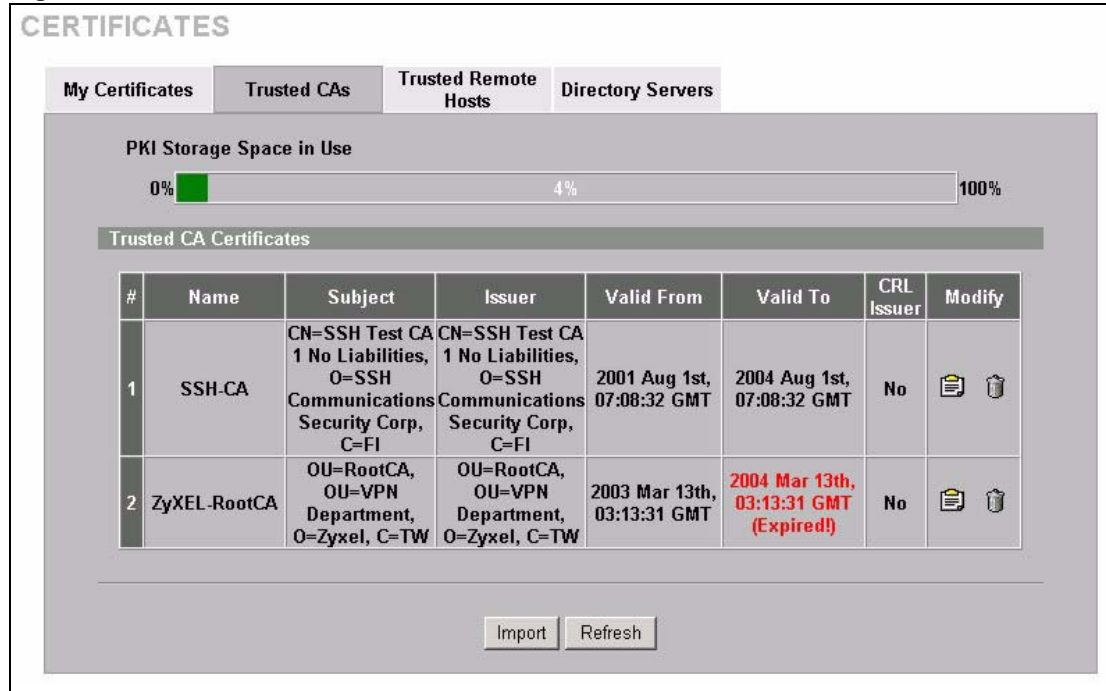 CERTIFICATES
My Certificates
Trusted CAs
Trusted Remote
Hosts
Directory Servers
PKI Storage Space in Use
0%
4%
100%
Trusted CA Certificates
#
Name
Subject
Issuer
Valid From
Valid To
CRL
Issuer
Modify
1
SSH-CA
CN=SSH Test CA
1 No Liabilities,
O=SSH
Communications
Security Corp,
C=FI
CN=SSH Test CA
1 No Liabilities,
O=SSH
Communications
Security Corp,
C=FI
2001 Aug 1st,
07:08:32 GMT
2004 Aug 1st,
07:08:32 GMT
No
2
ZyXEL-RootCA
OU=RootCA,
OU=VPN
Department,
O=Zyxel, C=TW
OU=RootCA,
OU=VPN
Department,
O=Zyxel, C=TW
2003 Mar 13th,
03:13:31 GMT
2004 Mar 13th,
03:13:31 GMT
(Expired!)
No
Import
Refresh